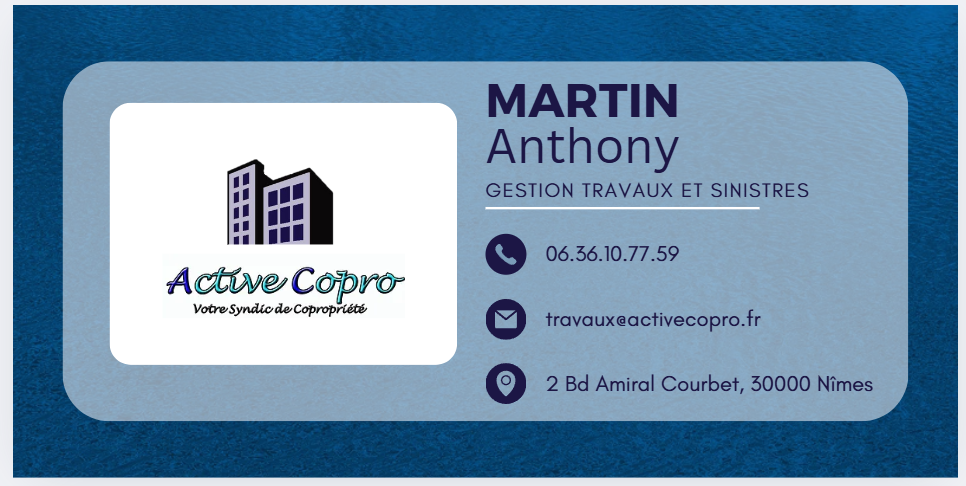 Active Copro
Votre Syndic de Copropriété
MARTIN
Anthony
GESTION TRAVAUX ET SINISTRES
06.36.10.77.59
travaux@activecopro.fr
2 Bd Amiral Courbet, 30000 Nîmes